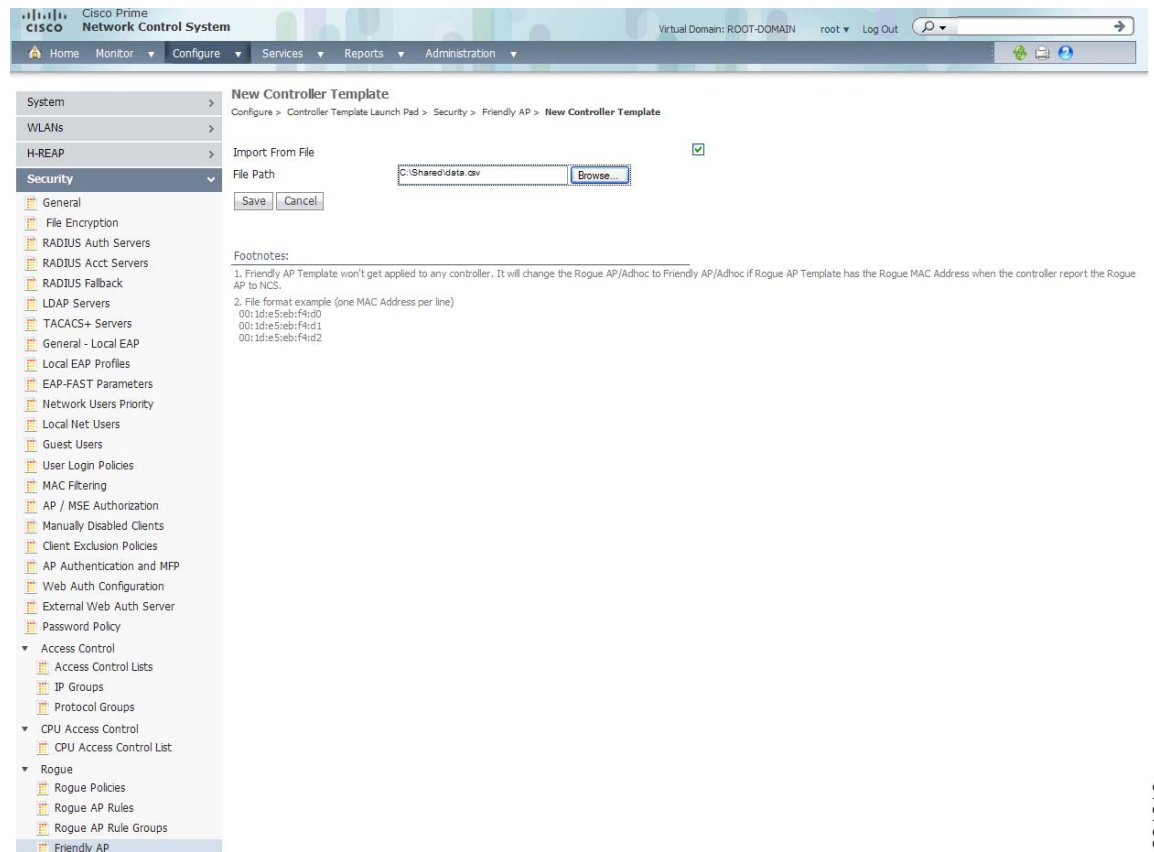 Cisco Prime
CISCO Network Control System
Virtual Domain: ROOT-DOMAIN root Log Out
Home Monitor Configure Services Reports Administration
System
WLANs
H-REAP
Security
General
File Encryption
RADIUS Auth Servers
RADIUS Acct Servers
RADIUS Fallback
LDAP Servers
TACACS+ Servers
General - Local EAP
Local EAP Profiles
EAP-FAST Parameters
Network Users Priority
Local Net Users
Guest Users
User Login Policies
MAC Filtering
AP / MSE Authorization
Manually Disabled Clients
Client Exclusion Policies
AP Authentication and MFP
Web Auth Configuration
External Web Auth Server
Password Policy
Access Control
Access Control Lists
IP Groups
Protocol Groups
CPU Access Control
CPU Access Control List
Rogue
Rogue Policies
Rogue AP Rules
Rogue AP Rule Groups
Friendly AP
New Controller Template
Configure > Controller Template Launch Pad > Security > Friendly AP > New Controller Template
Import From File
File Path C:\Shared\data.csv Browse...
Save Cancel
Footnotes:
1. Friendly AP Template won't get applied to any controller. It will change the Rogue AP/Adhoc to Friendly AP/Adhoc if Rogue AP Template has the Rogue MAC Address when the controller report the Rogue
AP to NCS.
2. File format example (one MAC Address per line)
00:1d:e5:eb:f4:d0
00:1d:e5:eb:f4:d1
00:1d:e5:eb:f4:d2